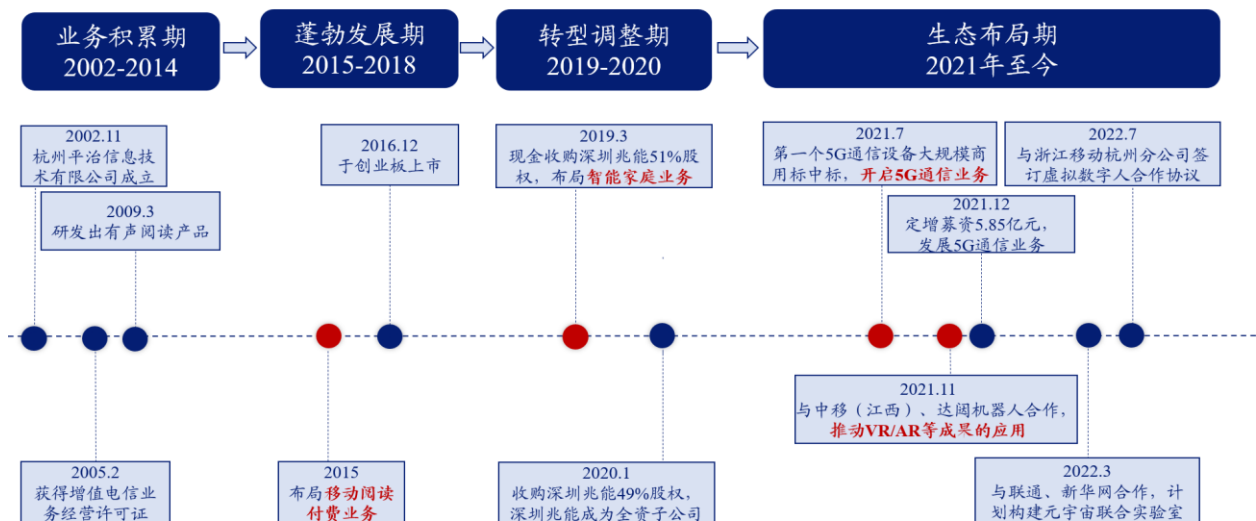 业务积累期
2002-2014
蓬勃发展期
2015-2018
转型调整期
2019-2020
生态布局期
2021年至今
2002.11
杭州平治信息技
术有限公司成立
2009.3
研发出有声阅读产品
2016.12
于创业板上市
2019.3
现金收购深圳兆能51%股
权，布局智能家庭业务
2021.7
第一个5G通信设备大规模商
用标中标，开启5G通信业务
2021.12
定增募资5.85亿元，
发展5G通信业务
2022.7
与浙江移动杭州分公司签
订虚拟数字人合作协议
2005.2
获得增值电信业
务经营许可证
2015
布局移动阅读
付费业务
2020.1
收购深圳兆能49%股权，
深圳兆能成为全资子公司
2021.11
与中移（江西）、达闼机器人合作，
推动VR/AR等成果的应用
2022.3
与联通、新华网合作，计
划构建元宇宙联合实验室